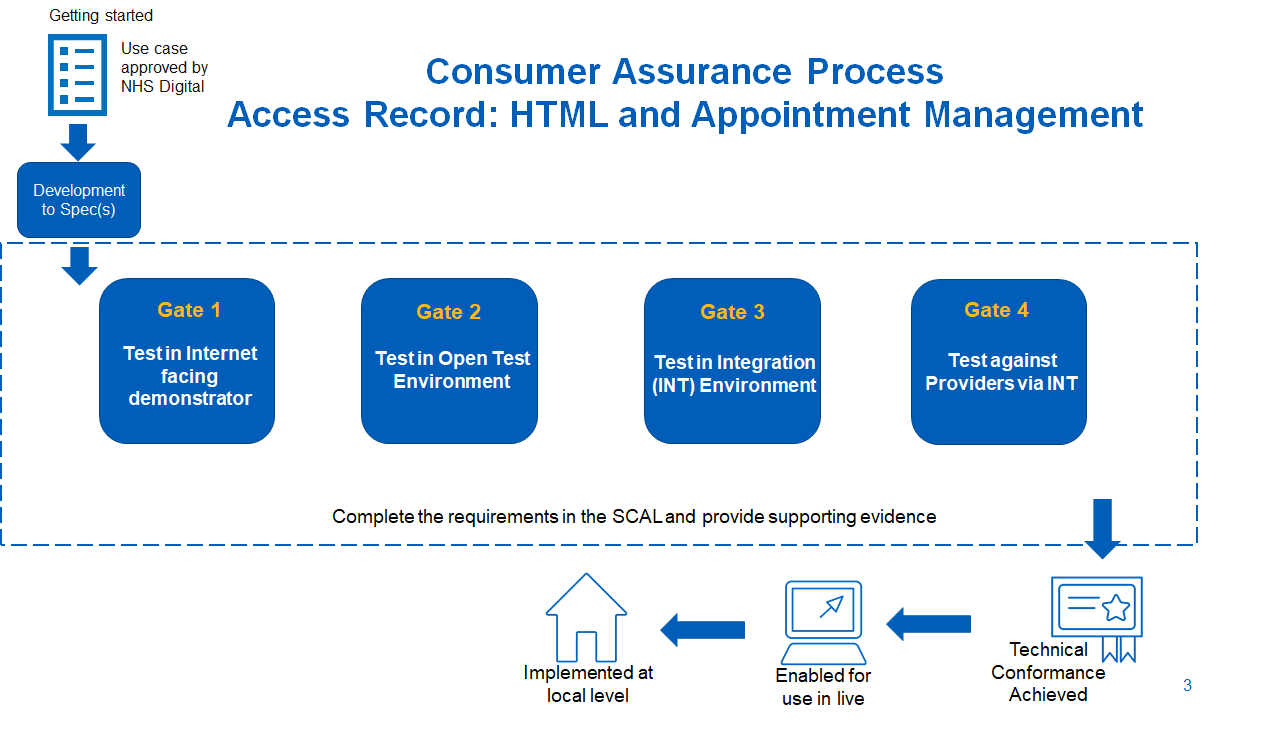 Getting started
Use case
approved by
NHS Digital
Consumer Assurance Process
Access Record: HTML and Appointment Management
Development
to Spec(s)
Gate 1
Test in Internet
facing
demonstrator
Gate 2
Test in Open Test
Environment
Gate 3
Test in Integration
(INT) Environment
Gate 4
Test against
Providers via INT
Complete the requirements in the SCAL and provide supporting evidence
Implemented at
local level
Enabled for
use in live
Technical
Conformance
Achieved
3